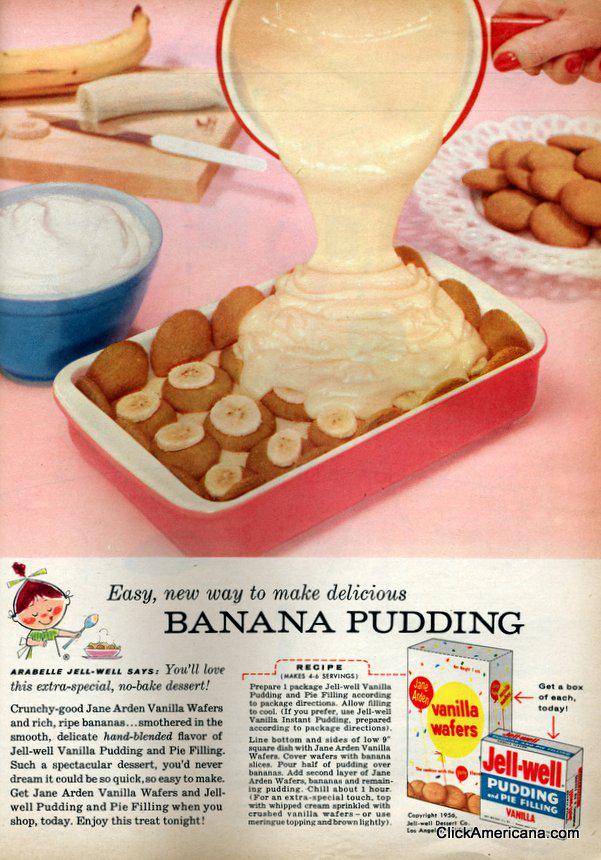 Easy, new way to make delicious
BANANA PUDDING
ARABELLE JELL-WELL SAYS: You'll love
this extra-special, no-bake dessert!
Crunchy-good Jane Arden Vanilla Wafers
and rich, ripe bananas...smothered in the
smooth, delicate hand-blended flavor of
Jell-well Vanilla Pudding and Pie Filling.
Such a spectacular dessert, you'd never
dream it could be so quick, so easy to make.
Get Jane Arden Vanilla Wafers and Jell-
well Pudding and Pie Filling when you
shop, today. Enjoy this treat tonight!
RECIPE
(MAKES 4-6 SERVINGS)
Prepare 1 package Jell-well Vanilla
Pudding and Pie Filling according
to package directions. Allow filling
to cool. (If you prefer, use Jell-well
Vanilla Instant Pudding, prepared
according to package directions).
Line bottom and sides of low 9"
square dish with Jane Arden Vanilla
Wafers. Cover wafers with banana
slices. Pour half of pudding over
bananas. Add second layer of Jane
Arden Wafers, bananas and remain-
ing pudding. Chill about 1 hour.
(For an extra-special touch, top
with whipped cream sprinkled with
crushed vanilla wafers – or use
meringue topping and brown lightly).
Jane
Arden
vanilla
wafers
Get a box
of each,
today!
Jell-well
PUDDING
and PIE FILLING
VANILLA
Copyright 1956,
Jell-well Dessert Co.
Los Angel
ClickAmericana.com